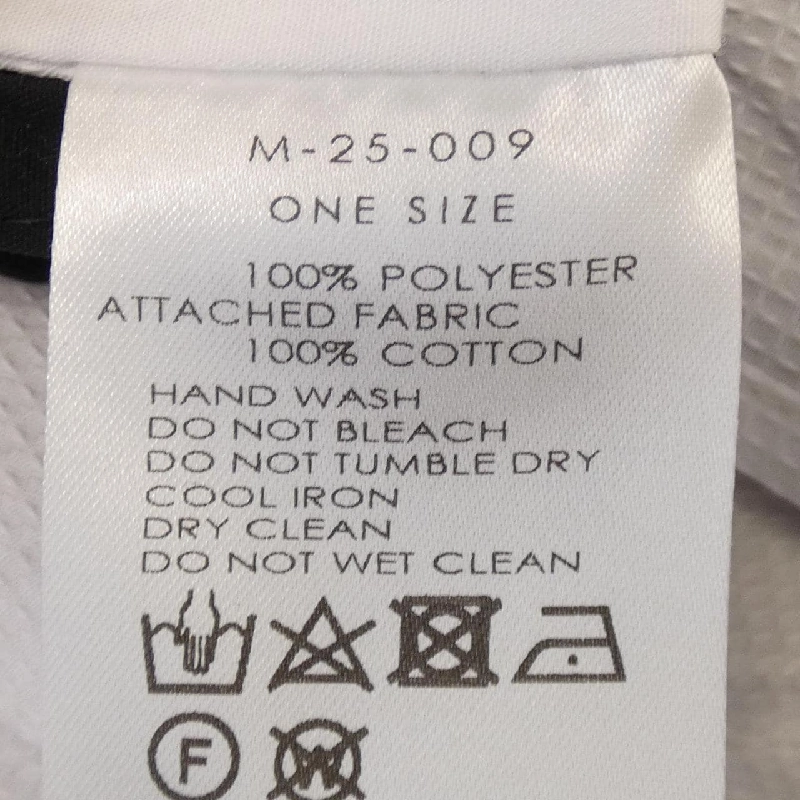 M-25-009
ONE SIZE
100% POLYESTER
ATTACHED FABRIC
100% COTTON
HAND WASH
DO NOT BLEACH
DO NOT TUMBLE DRY
COOL IRON
DRY CLEAN
DO NOT WET CLEAN
F W